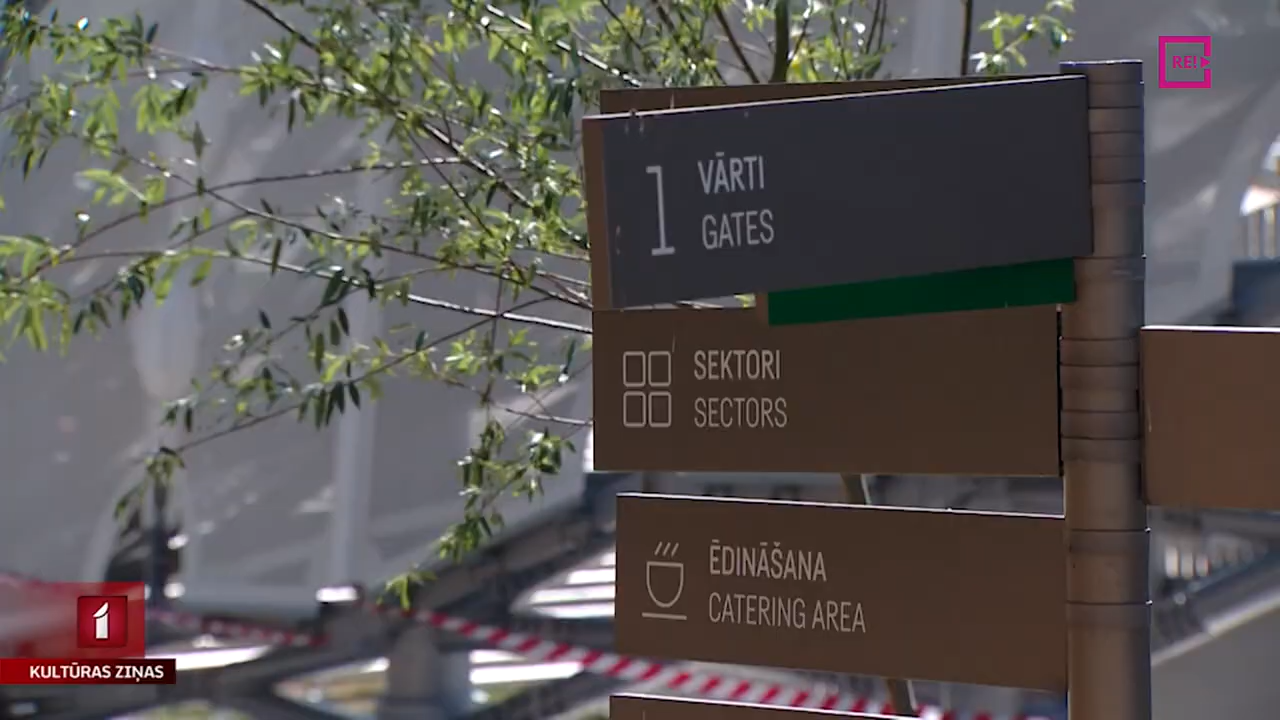 RE!
1
VĀRTI
GATES
SEKTORI
SECTORS
ĒDINĀŠANA
CATERING AREA
1
KULTŪRAS ZIŅAS